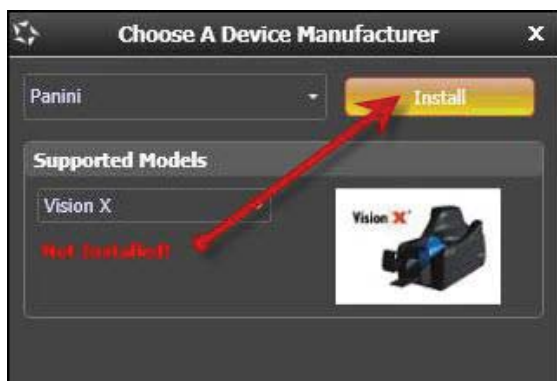 Choose A Device Manufacturer
X
Panini
Install
Supported Models
Vision X
Vision X
Not Installed!